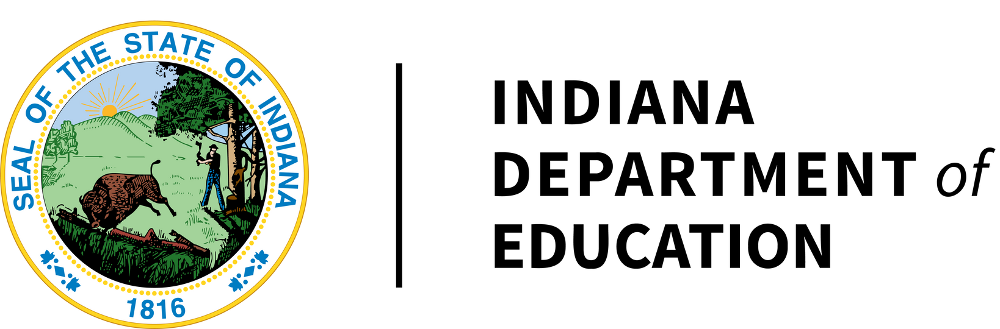 SEAL OF THE STATE OF INDIANA
1816
INDIANA
DEPARTMENT of
EDUCATION